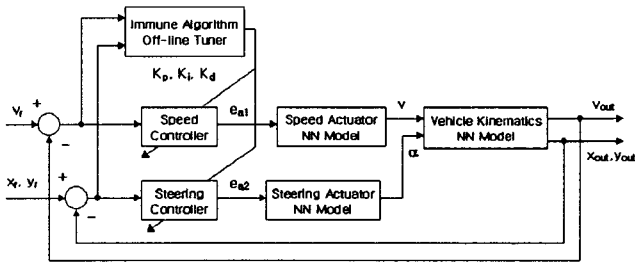 Immune Algorithm
Off-line Tuner
Kp, Ki, Kd
Vr
+
−
Speed
Controller
ea1
Speed Actuator
NN Model
v
Vehicle Kinematics
NN Model
Vout
xout, yout
α
xr, yr
+
−
Steering
Controller
ea2
Steering Actuator
NN Model